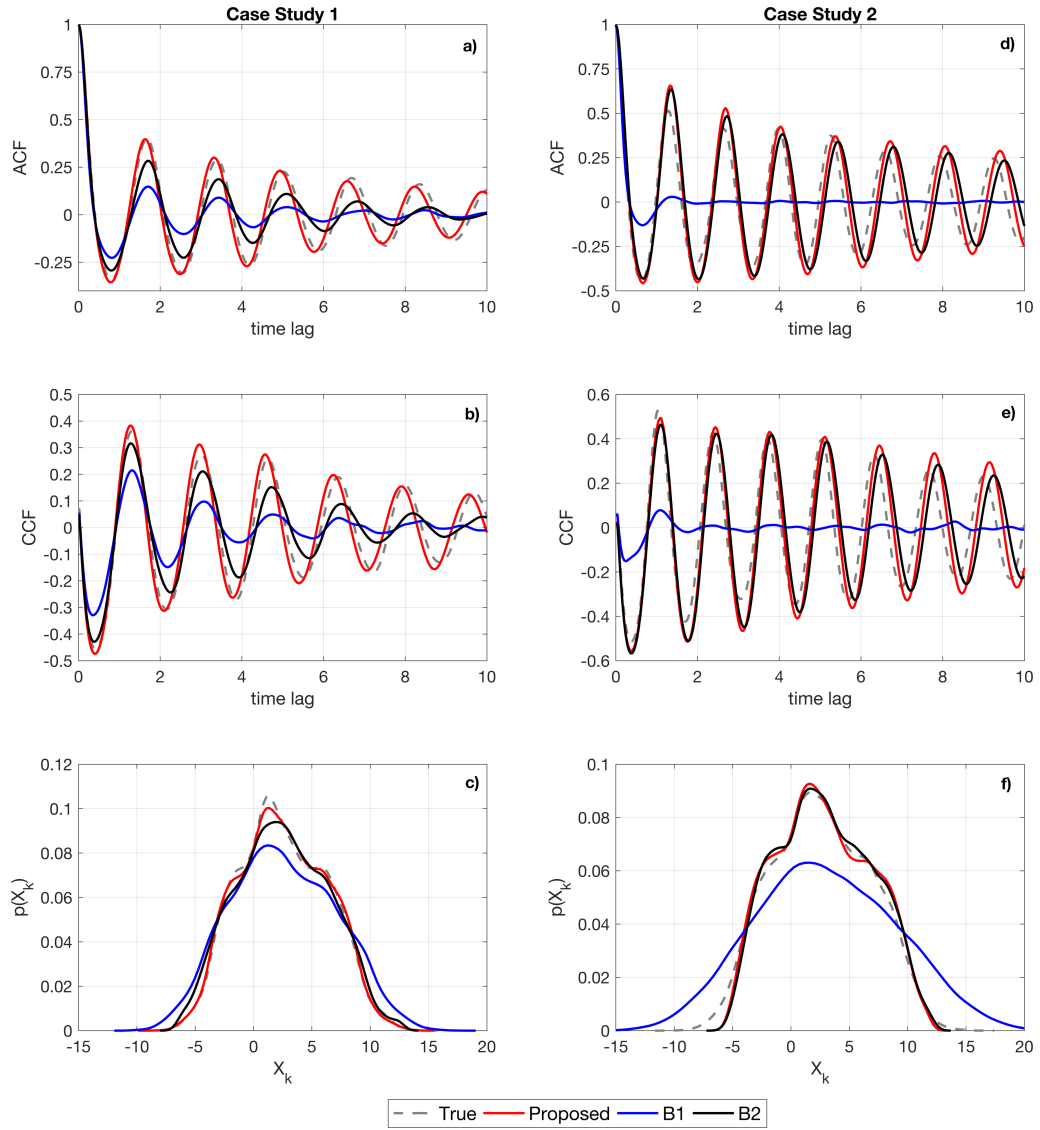 Case Study 1
a)
ACF
1
0.75
0.5
0.25
0
-0.25
0 2 4 6 8 10
time lag
Case Study 2
d)
ACF
1
0.75
0.5
0.25
0
-0.25
-0.5
0 2 4 6 8 10
time lag
b)
CCF
0.5
0.4
0.3
0.2
0.1
0
-0.1
-0.2
-0.3
-0.4
-0.5
0 2 4 6 8 10
time lag
e)
CCF
0.6
0.4
0.2
0
-0.2
-0.4
-0.6
0 2 4 6 8 10
time lag
c)
p(X_k)
0.12
0.1
0.08
0.06
0.04
0.02
0
-15 -10 -5 0 5 10 15 20
X_k
f)
p(X_k)
0.1
0.08
0.06
0.04
0.02
0
-15 -10 -5 0 5 10 15 20
X_k
True Proposed B1 B2